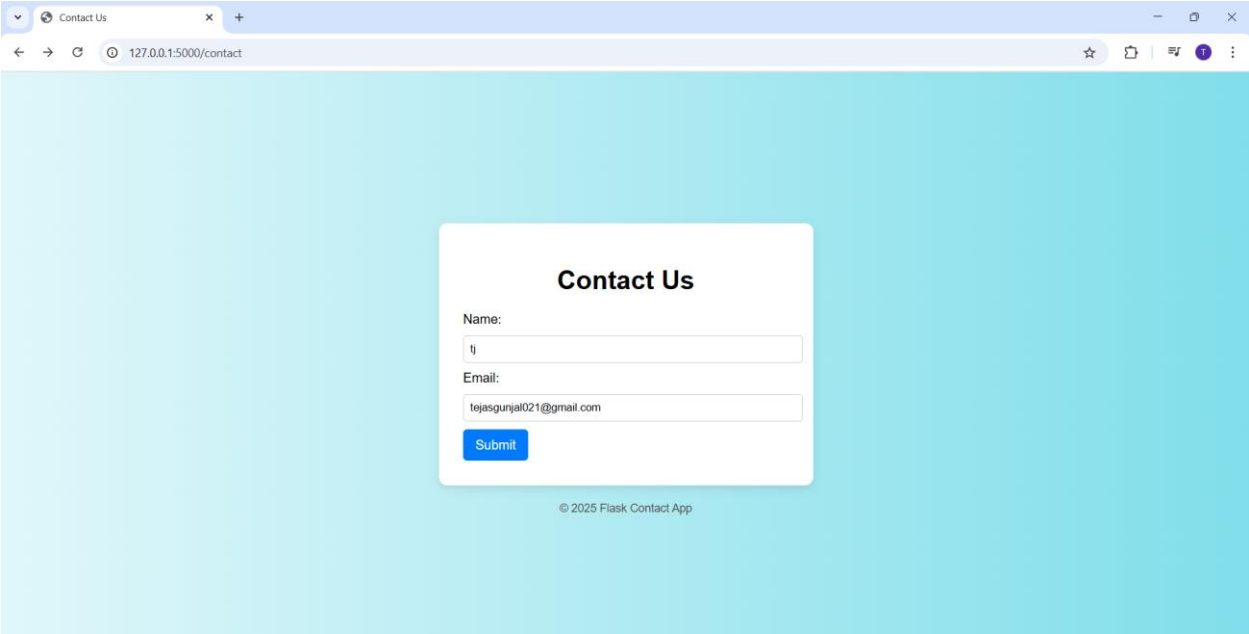 Contact Us
127.0.0.1:5000/contact
T
Contact Us
Name:
tj
Email:
tejasgunjal021@gmail.com
Submit
© 2025 Flask Contact App